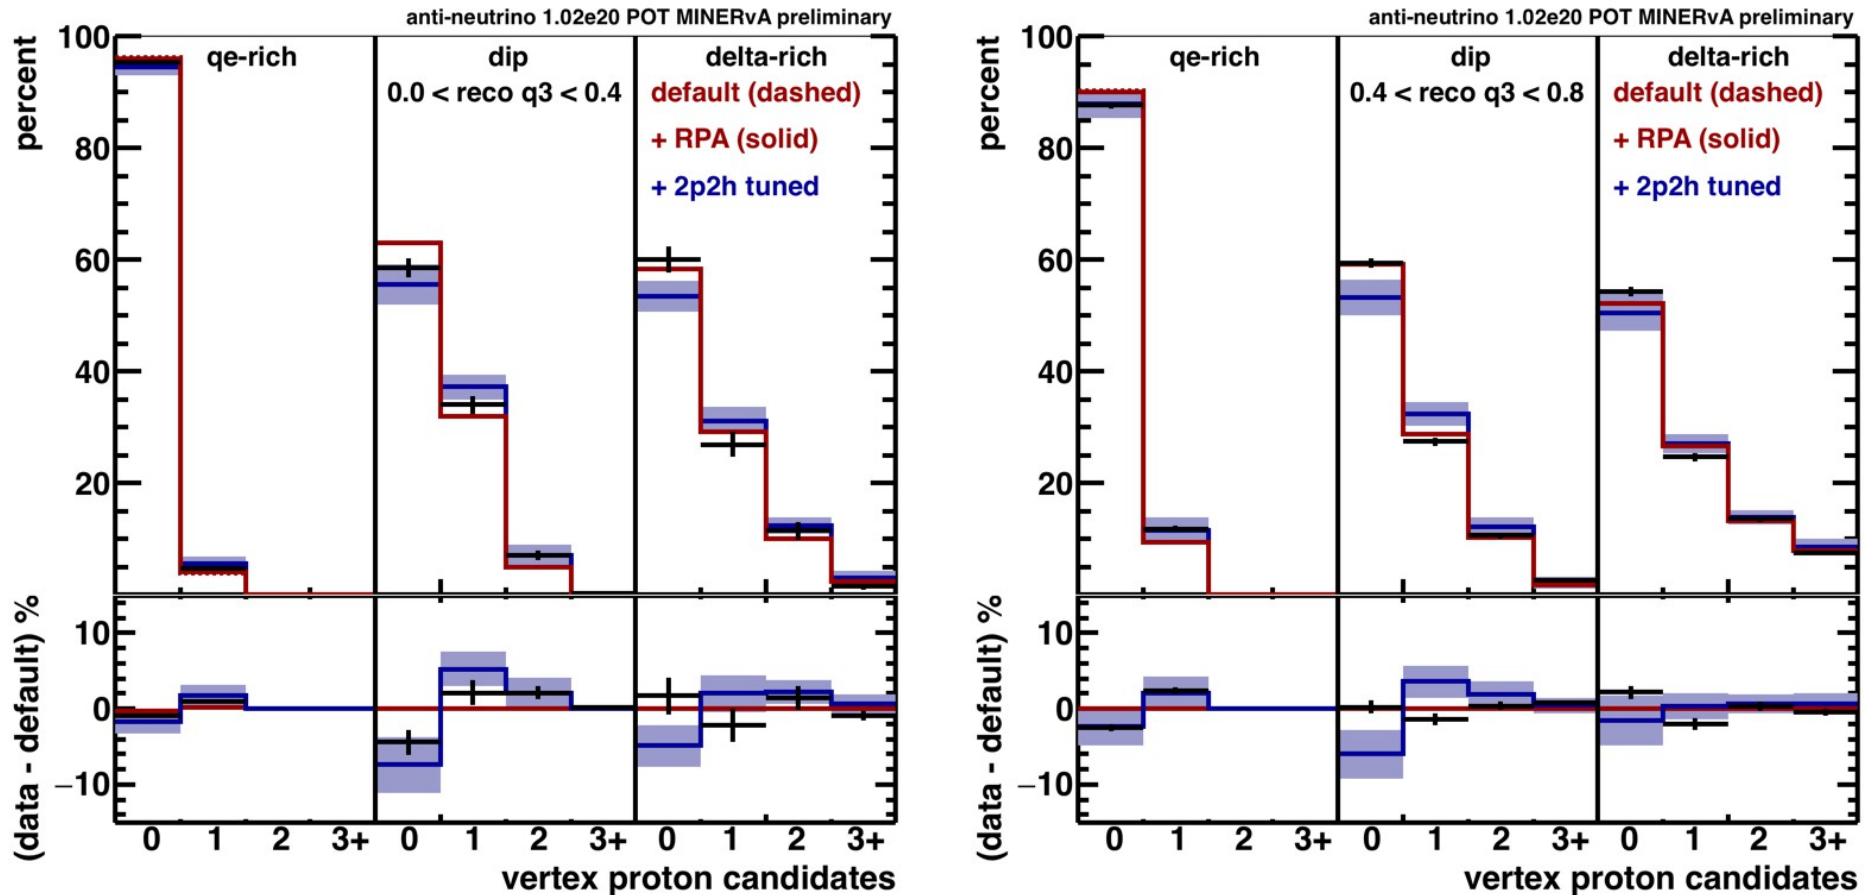 anti-neutrino 1.02e20 POT MINERvA preliminary
percent
100
80
60
40
20
qe-rich
dip
delta-rich
0.0 < reco q3 < 0.4
default (dashed)
+ RPA (solid)
+ 2p2h tuned
(data - default) %
10
0
−10
0 1 2 3+ 0 1 2 3+ 0 1 2 3+
vertex proton candidates
anti-neutrino 1.02e20 POT MINERvA preliminary
percent
100
80
60
40
20
qe-rich
dip
delta-rich
0.4 < reco q3 < 0.8
default (dashed)
+ RPA (solid)
+ 2p2h tuned
(data - default) %
10
0
−10
0 1 2 3+ 0 1 2 3+ 0 1 2 3+
vertex proton candidates